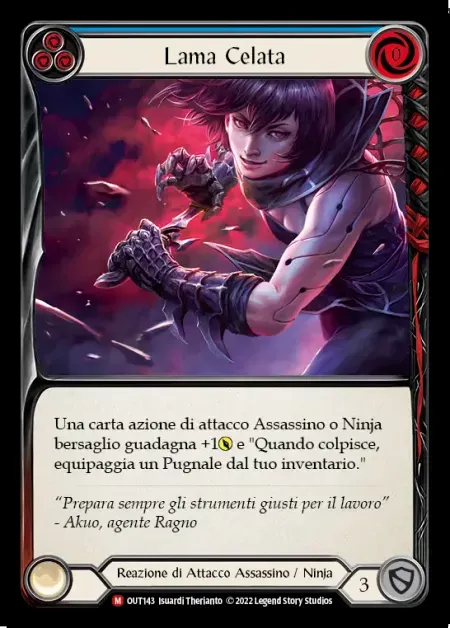 Lama Celata
0
Una carta azione di attacco Assassino o Ninja
bersaglio guadagna +1 e "Quando colpisce,
equipaggia un Pugnale dal tuo inventario."
“Prepara sempre gli strumenti giusti per il lavoro”
- Akuo, agente Ragno
Reazione di Attacco Assassino / Ninja
3
M OUT143 Isuardi Therianto © 2022 Legend Story Studios